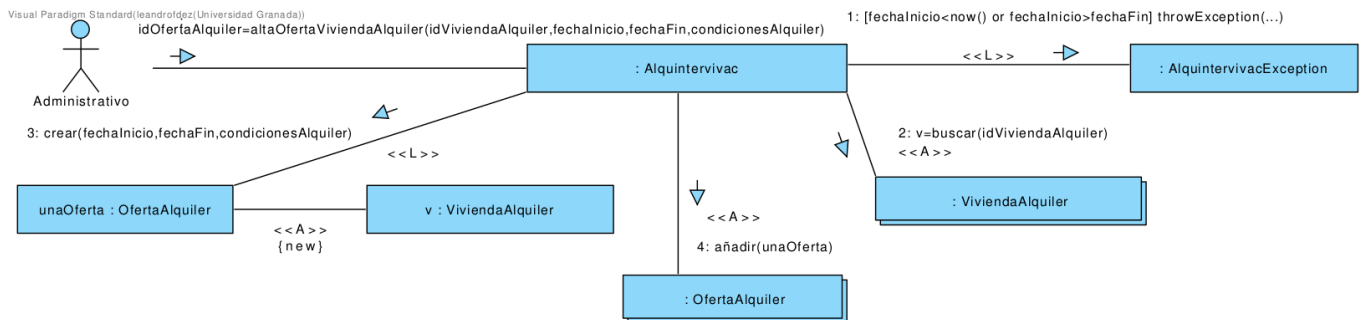 Visual Paradigm Standard(leandrofdez(Universidad Granada))
1: [fechaInicio<now() or fechaInicio>fechaFin] throwException(...)
idOfertaAlquiler=altaOfertaViviendaAlquiler(idViviendaAlquiler,fechaInicio,fechaFin,condicionesAlquiler)
<<L>>
: Alquintervivac
: AlquintervivacException
Administrativo
3: crear(fechaInicio,fechaFin,condicionesAlquiler)
2: v=buscar(idViviendaAlquiler)
<<L>>
<<A>>
unaOferta : OfertaAlquiler
v : ViviendaAlquiler
: ViviendaAlquiler
<<A>>
{new}
<<A>>
4: añadir(unaOferta)
: OfertaAlquiler